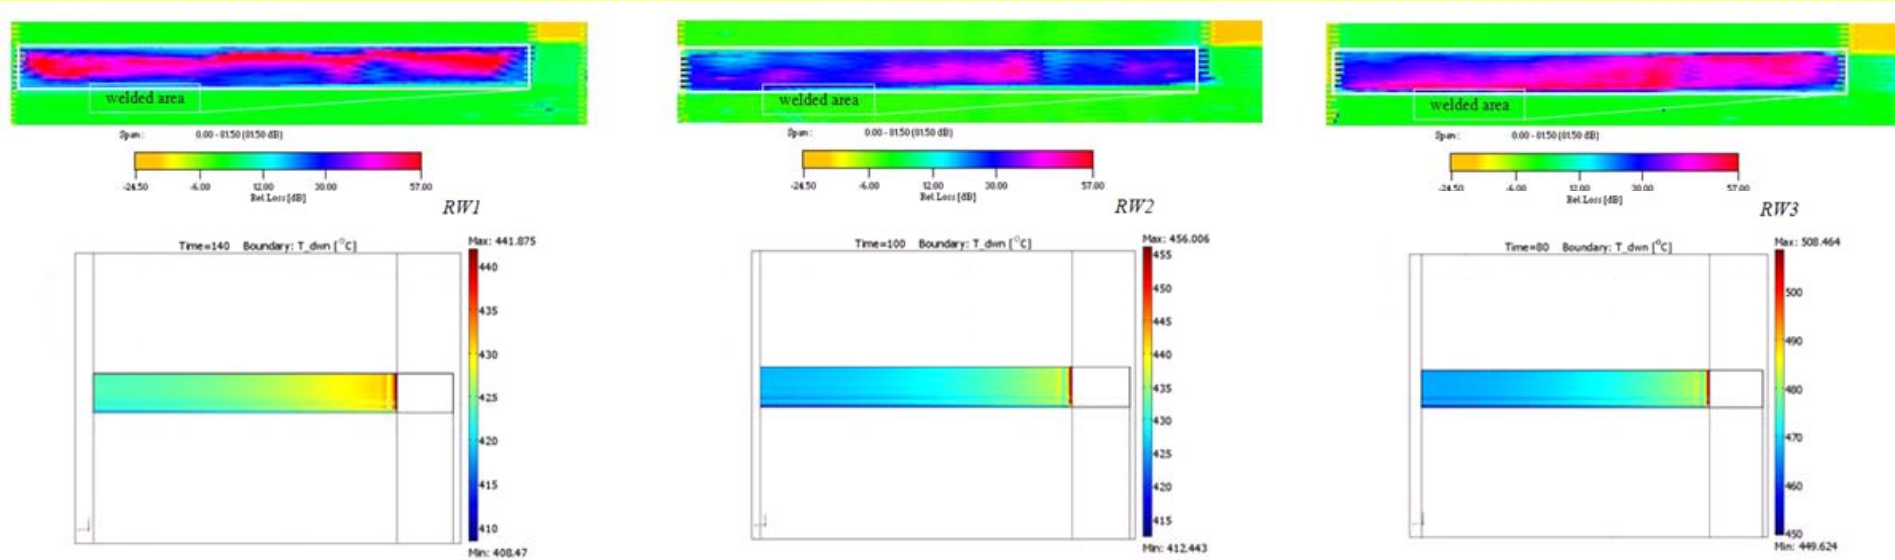 welded area
Span : 0.00 - 81.50 (81.50 dB)
-24.50 -6.00 12.00 30.00 57.00
Rel. Loss [dB]
RW1
Time=140 Boundary: T_dwn [°C]
Max: 441.875
440
435
430
425
420
415
410
Min: 408.47
welded area
Span : 0.00 - 81.50 (81.50 dB)
-24.50 -6.00 12.00 30.00 57.00
Rel. Loss [dB]
RW2
Time=100 Boundary: T_dwn [°C]
Max: 456.006
455
450
445
440
435
430
425
420
415
Min: 412.443
welded area
Span : 0.00 - 81.50 (81.50 dB)
-24.50 -6.00 12.00 30.00 57.00
Rel. Loss [dB]
RW3
Time=80 Boundary: T_dwn [°C]
Max: 508.464
500
490
480
470
460
450
Min: 449.624